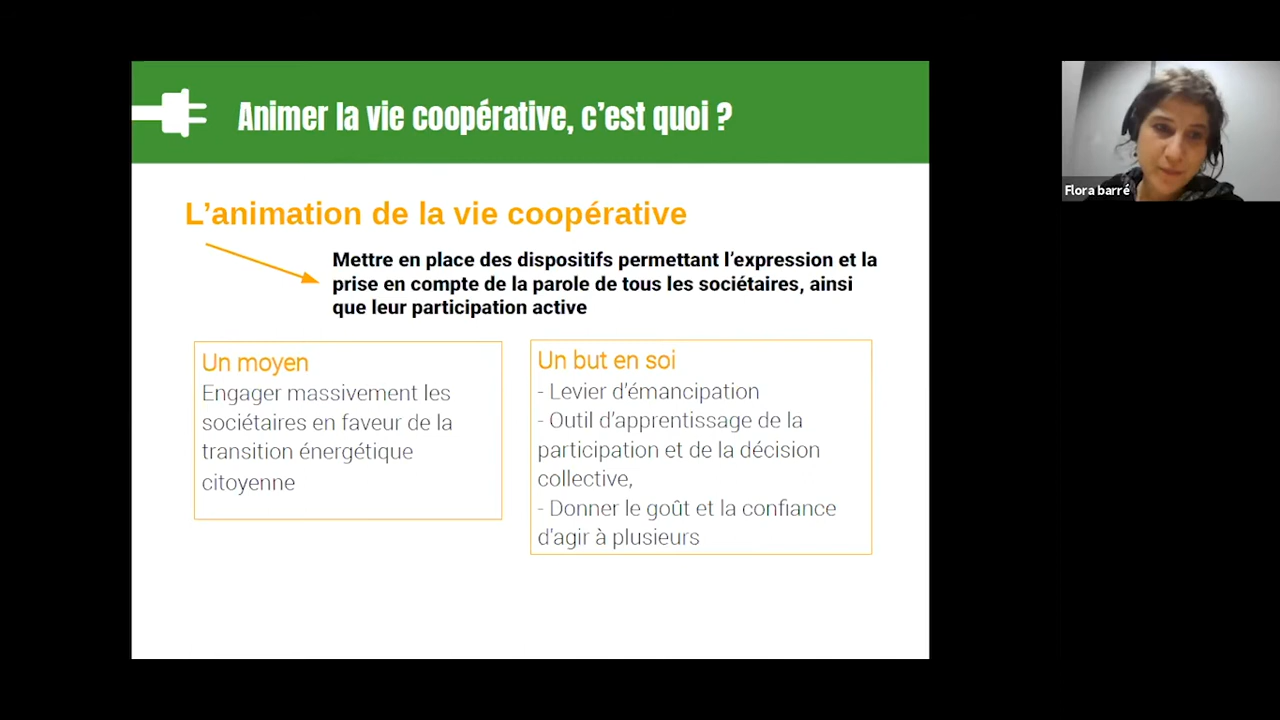 Animer la vie coopérative, c’est quoi ?
L’animation de la vie coopérative
Mettre en place des dispositifs permettant l’expression et la
prise en compte de la parole de tous les sociétaires, ainsi
que leur participation active
Un moyen
Engager massivement les
sociétaires en faveur de la
transition énergétique
citoyenne
Un but en soi
- Levier d’émancipation
- Outil d’apprentissage de la
participation et de la décision
collective,
- Donner le goût et la confiance
d’agir à plusieurs
Flora barré